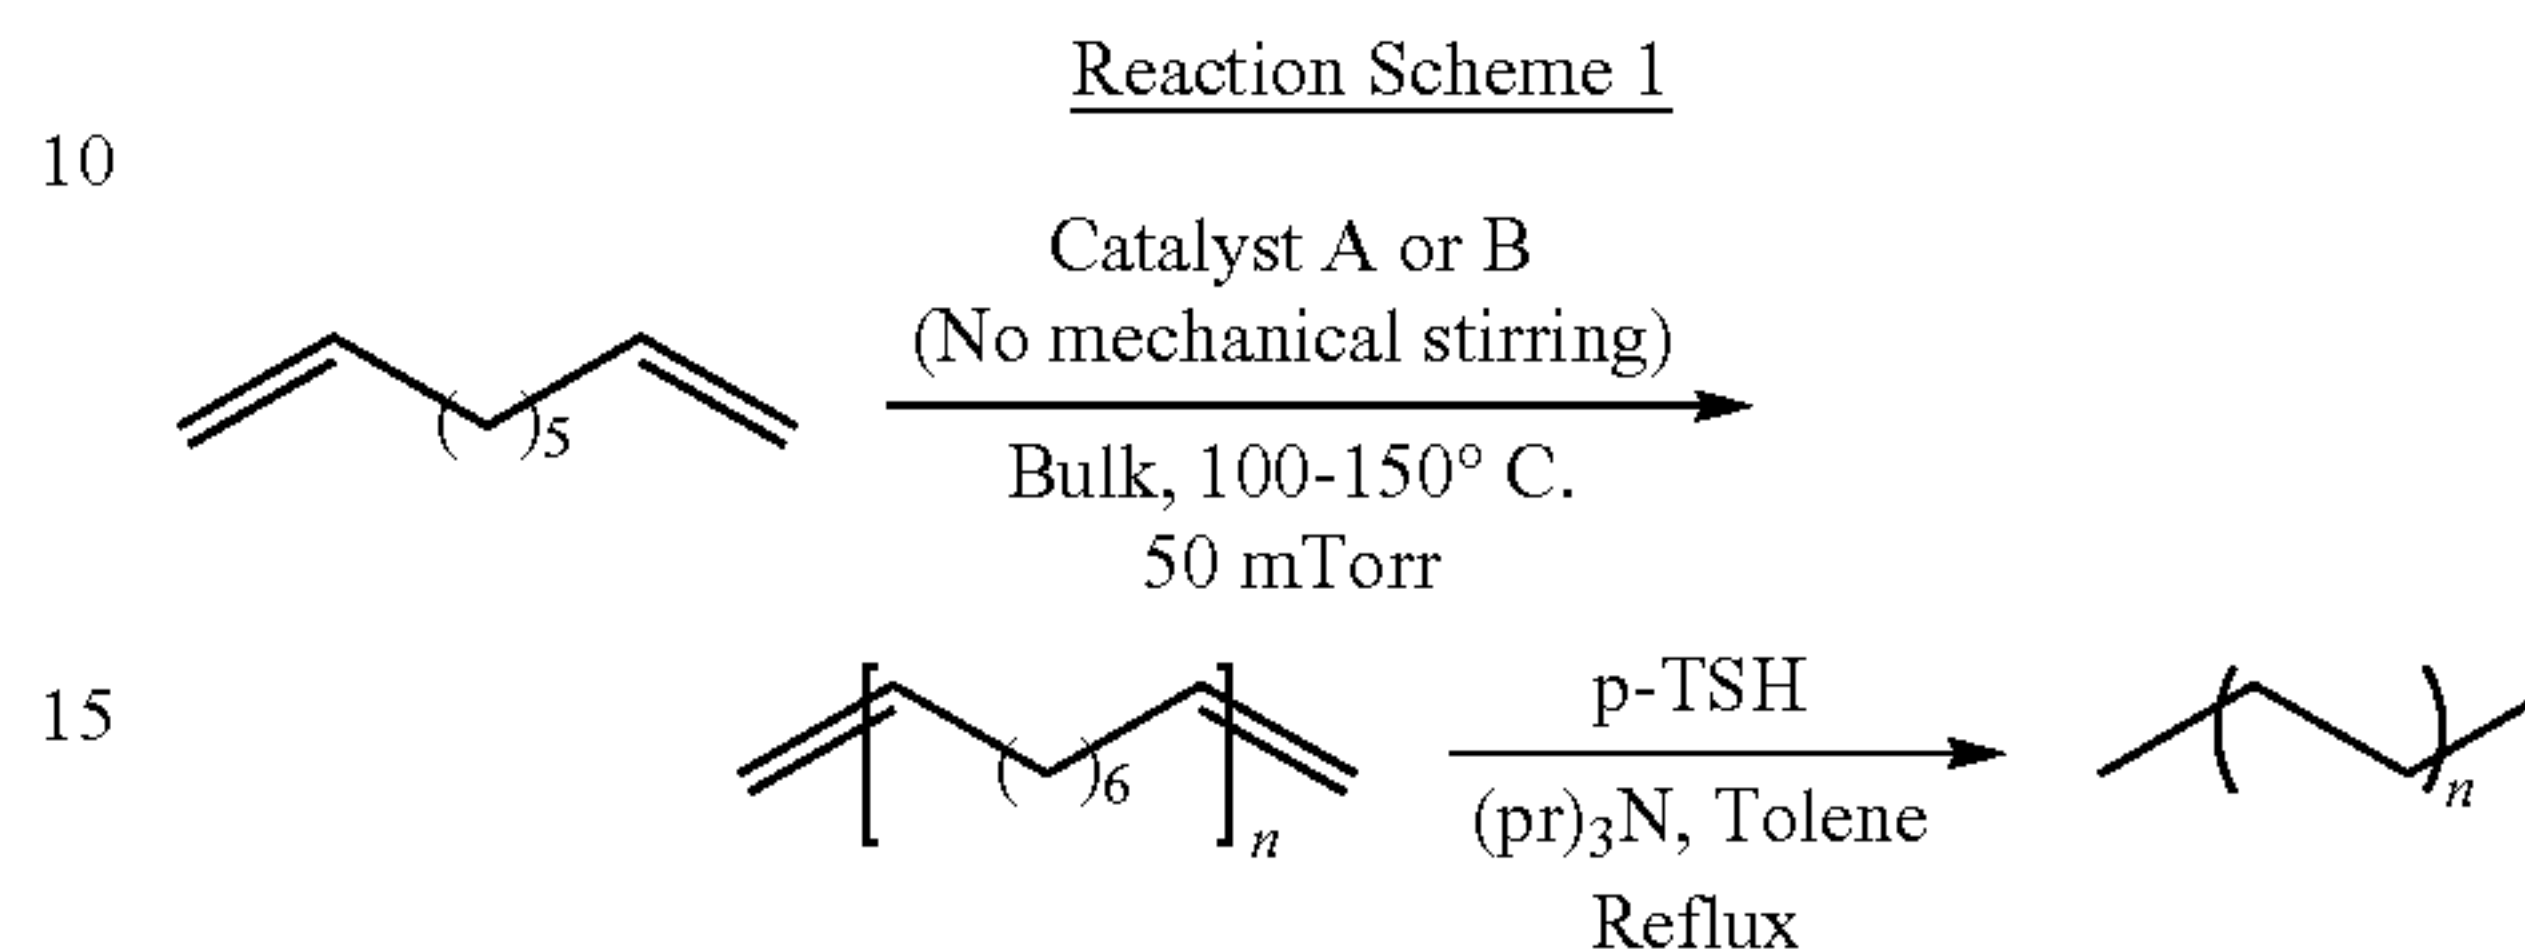 Reaction Scheme 1
10
Catalyst A or B
(No mechanical stirring)
( )5
Bulk, 100-150° C.
50 mTorr
15
[ ( )6 ]n
p-TSH
(pr)3N, Tolene
Reflux
( )n